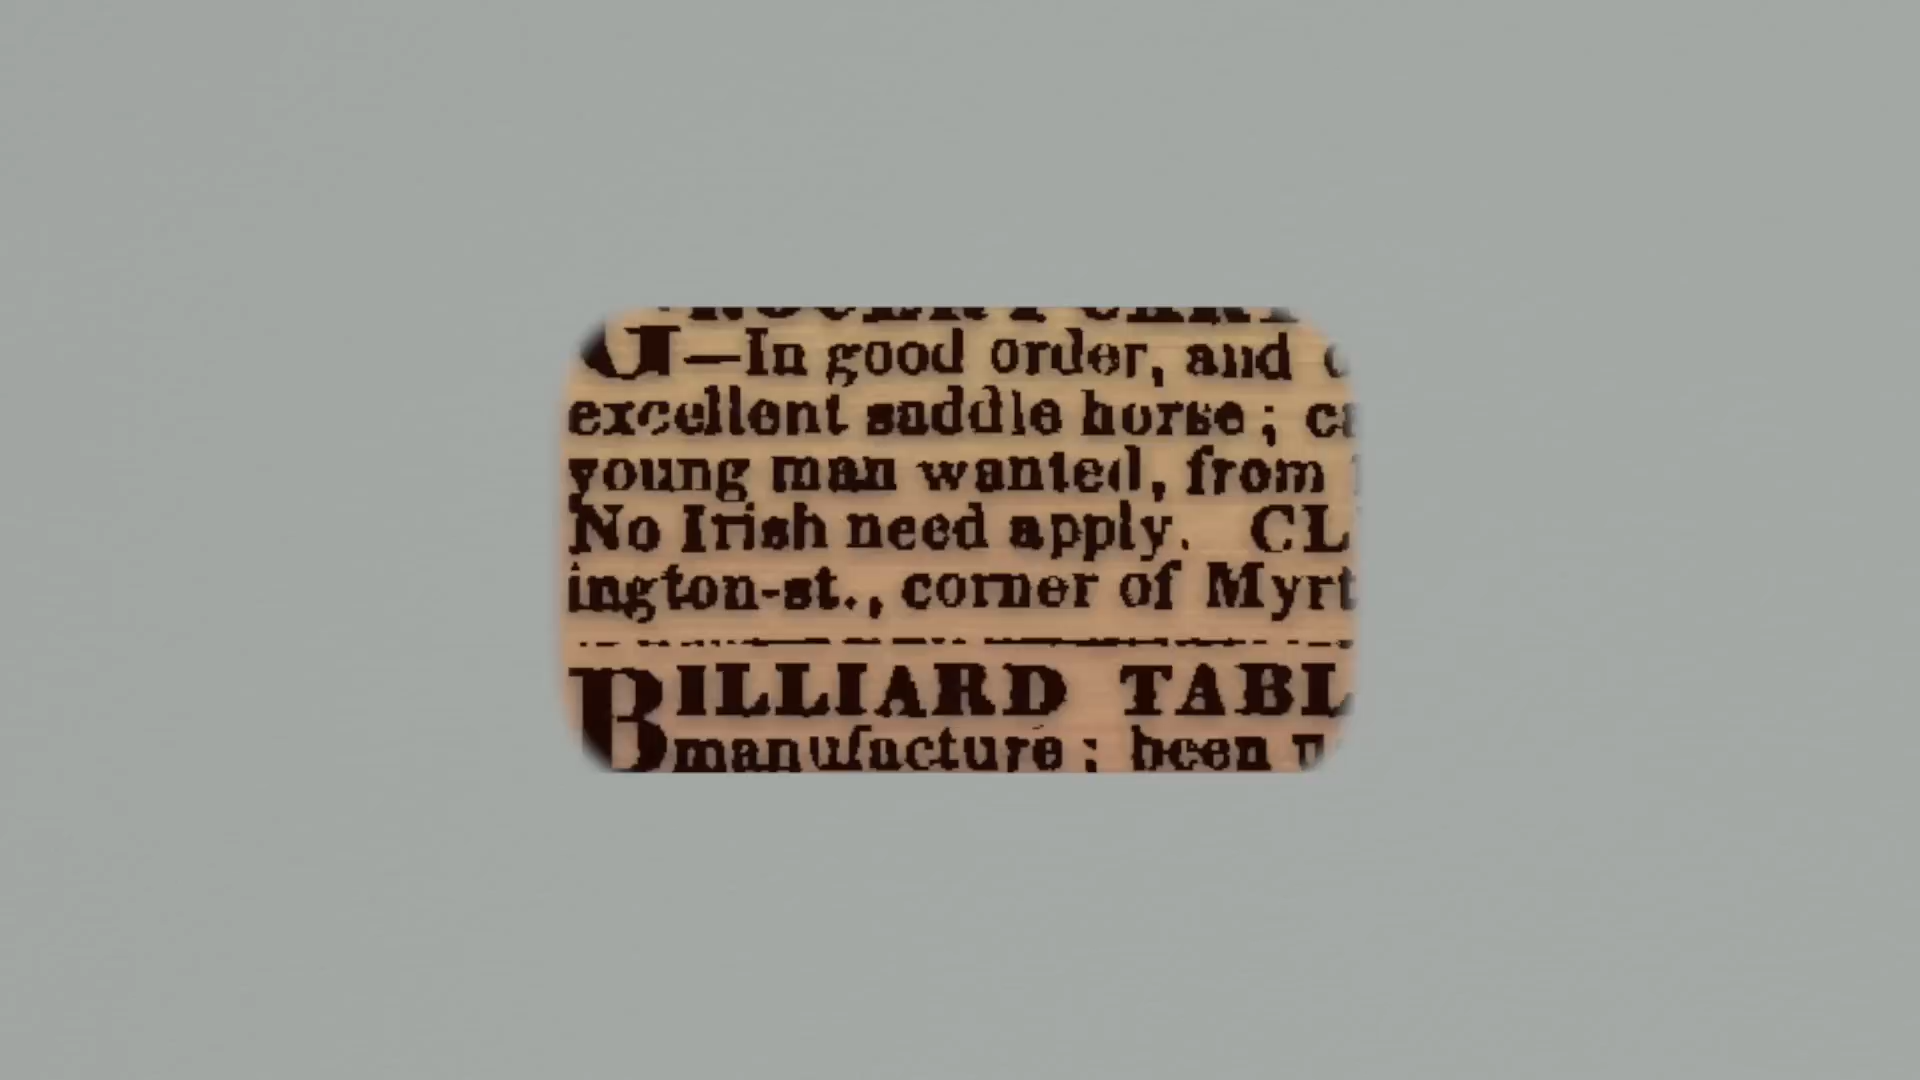 —In good order, and
excellent saddle horse; ca
young man wanted, from
No Irish need apply. CL
ington-st., corner of Myrt
BILLIARD TABL
manufacture; been